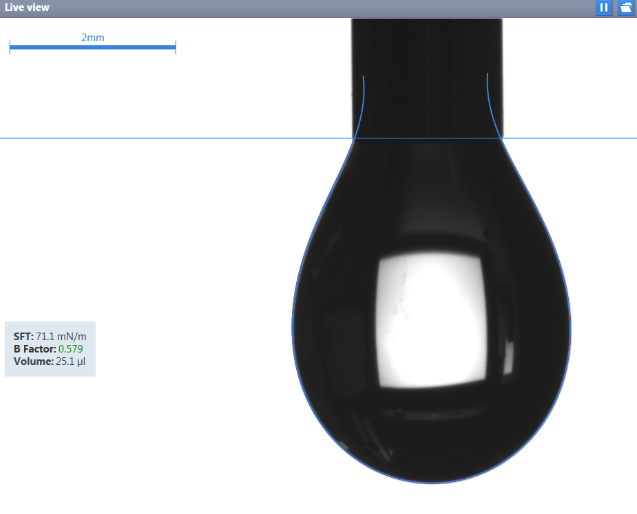 Live view
2mm
SFT: 71.1 mN/m
B Factor: 0.579
Volume: 25.1 µl